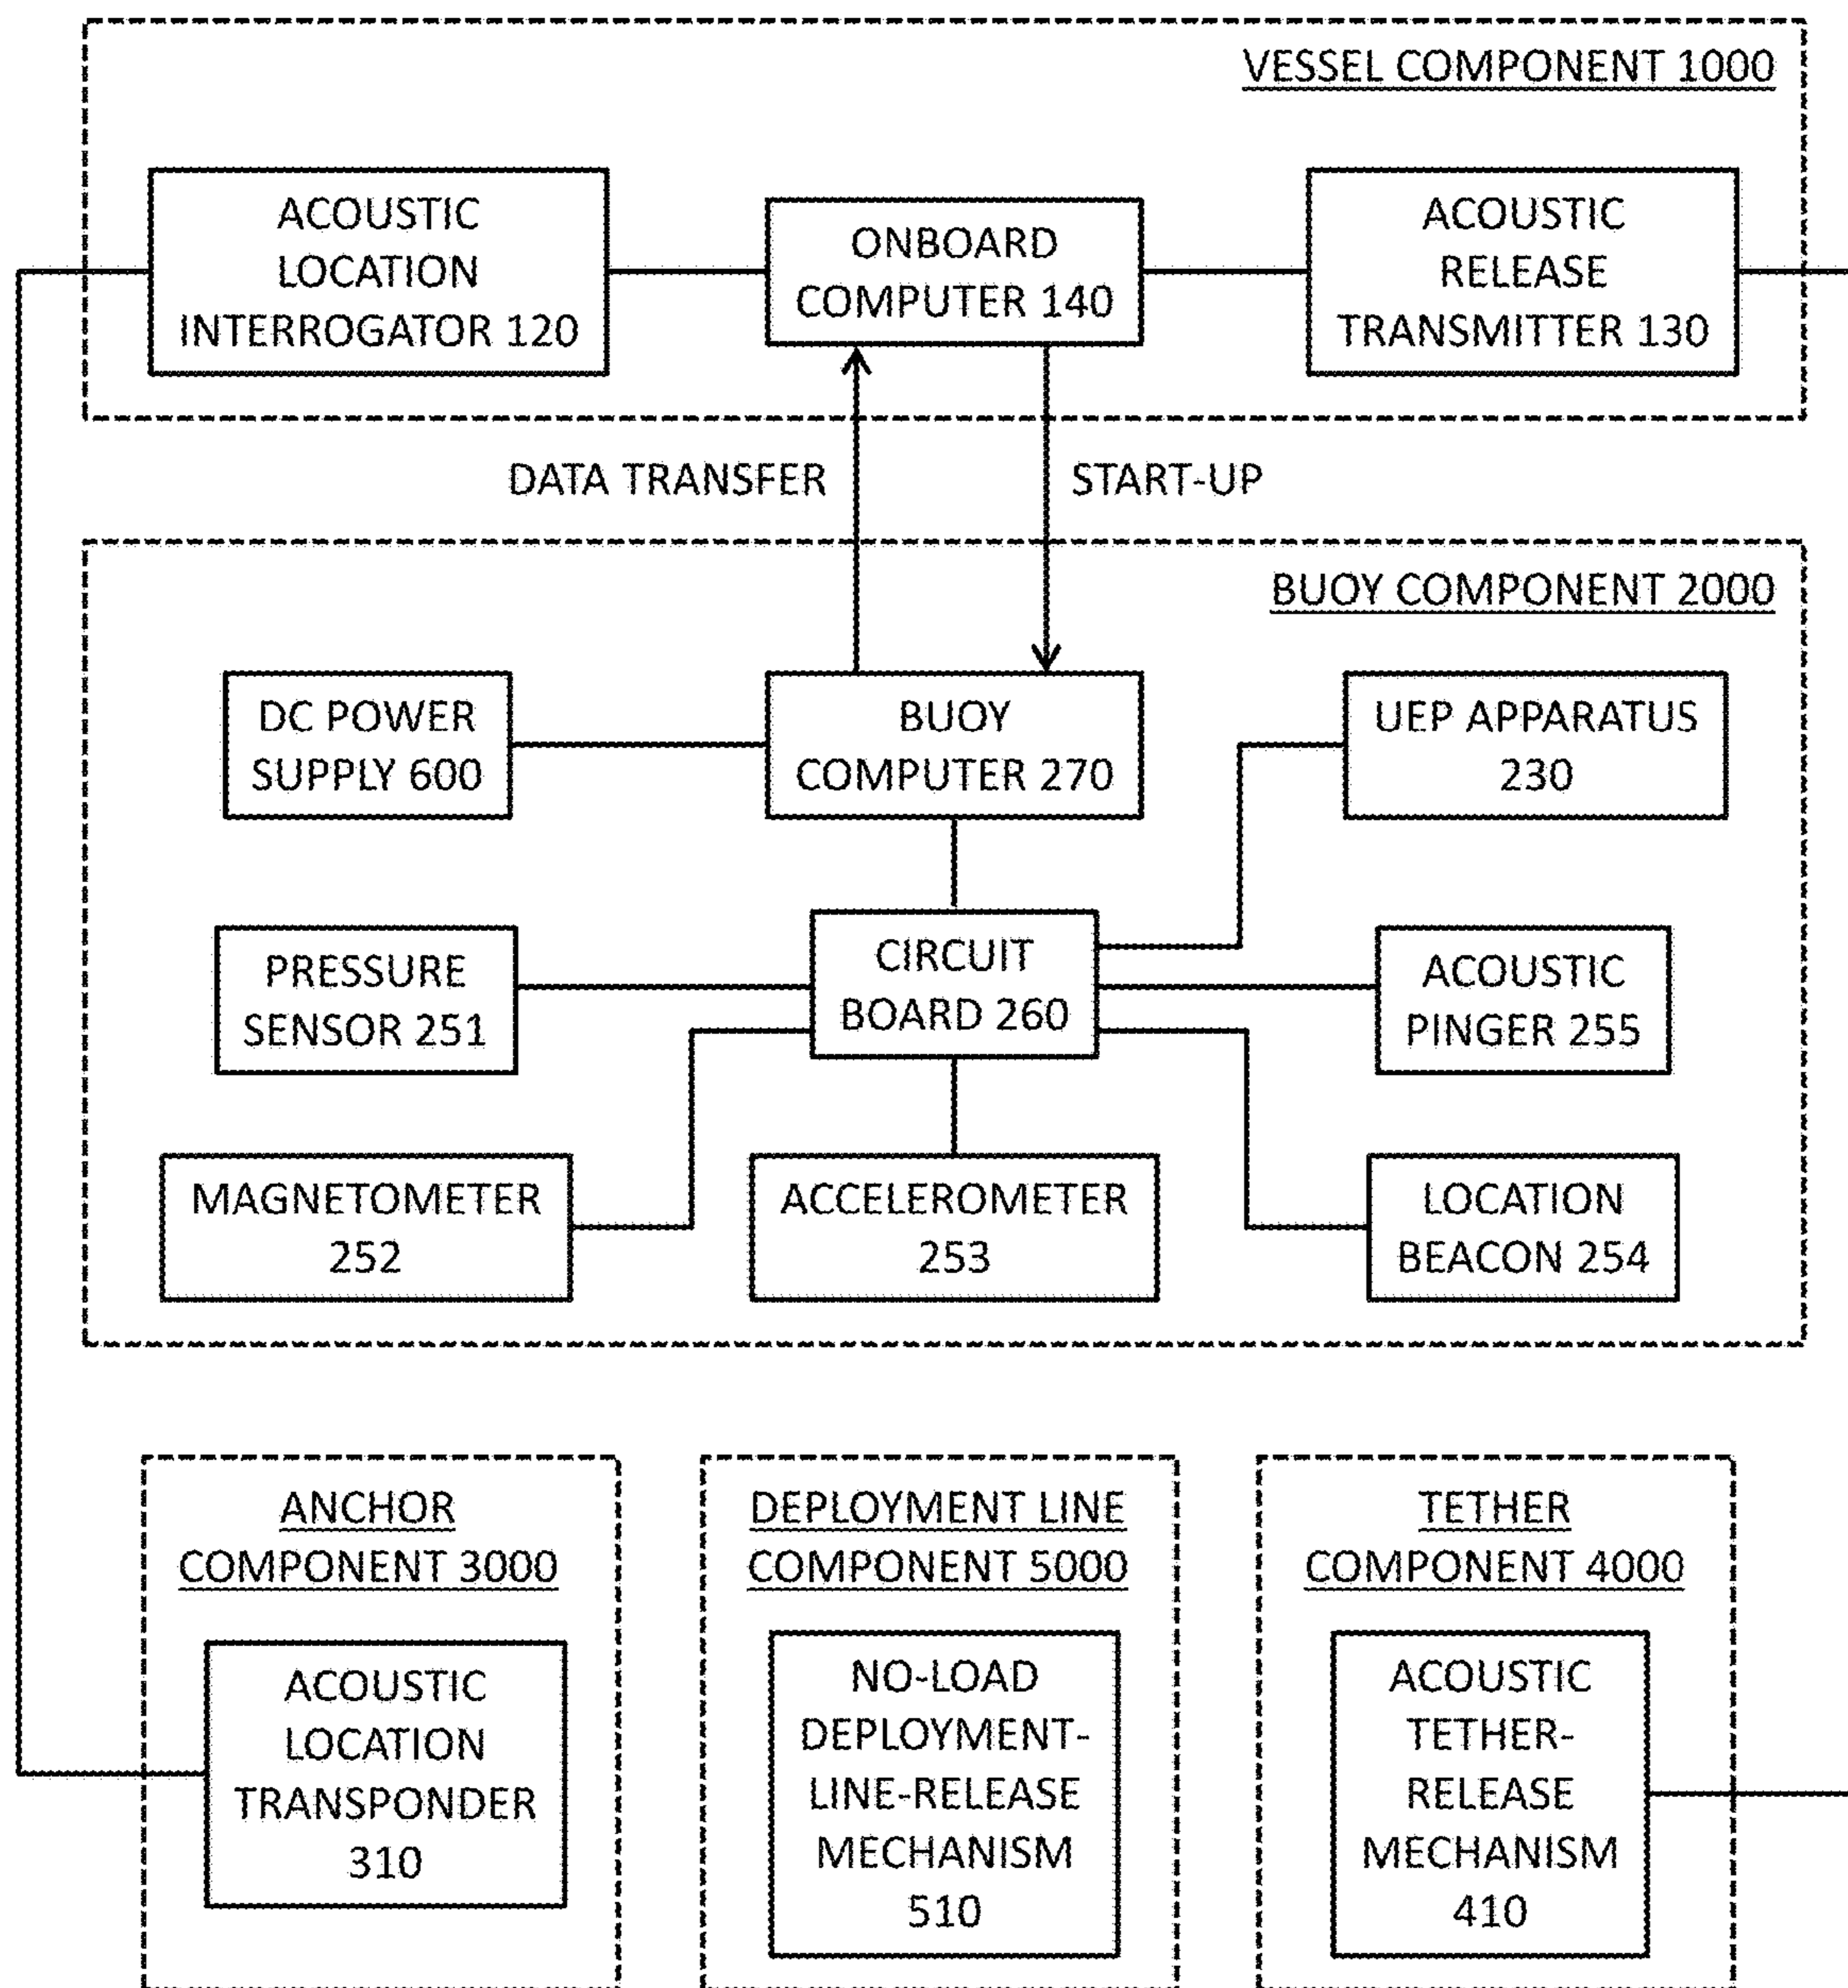 VESSEL COMPONENT 1000
ACOUSTIC
LOCATION
INTERROGATOR 120
ONBOARD
COMPUTER 140
ACOUSTIC
RELEASE
TRANSMITTER 130
DATA TRANSFER
START-UP
BUOY COMPONENT 2000
DC POWER
SUPPLY 600
BUOY
COMPUTER 270
UEP APPARATUS
230
PRESSURE
SENSOR 251
CIRCUIT
BOARD 260
ACOUSTIC
PINGER 255
MAGNETOMETER
252
ACCELEROMETER
253
LOCATION
BEACON 254
ANCHOR
COMPONENT 3000
ACOUSTIC
LOCATION
TRANSPONDER
310
DEPLOYMENT LINE
COMPONENT 5000
NO-LOAD
DEPLOYMENT-
LINE-RELEASE
MECHANISM
510
TETHER
COMPONENT 4000
ACOUSTIC
TETHER-
RELEASE
MECHANISM
410